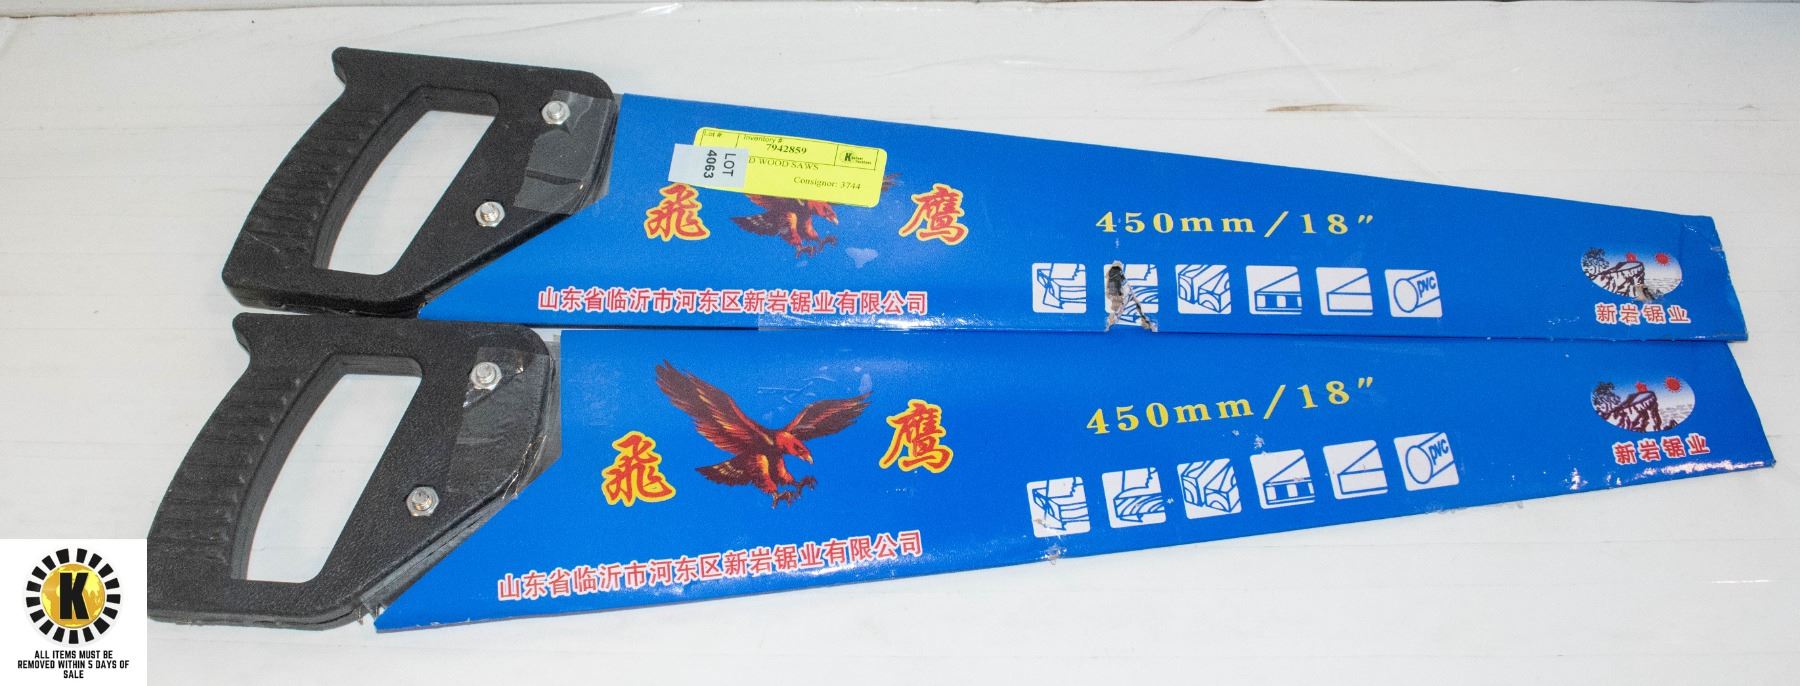 Lot #
Inventory #
7942859
LOT
4063
D WOOD SAWS
Consignor: 3744
飛 鹰
450mm/18"
山东省临沂市河东区新岩锯业有限公司
PVC
新岩锯业
飛 鹰
450mm/18"
山东省临沂市河东区新岩锯业有限公司
PVC
新岩锯业
K
ALL ITEMS MUST BE
REMOVED WITHIN 5 DAYS OF
SALE